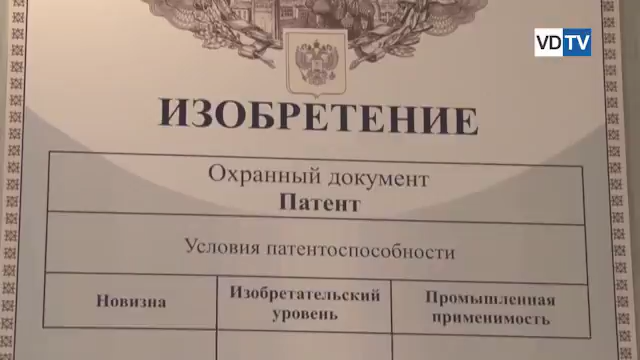 VDTV
ИЗОБРЕТЕНИЕ
Охранный документ
Патент
Условия патентоспособности
Новизна
Изобретательский
уровень
Промышленная
применимость